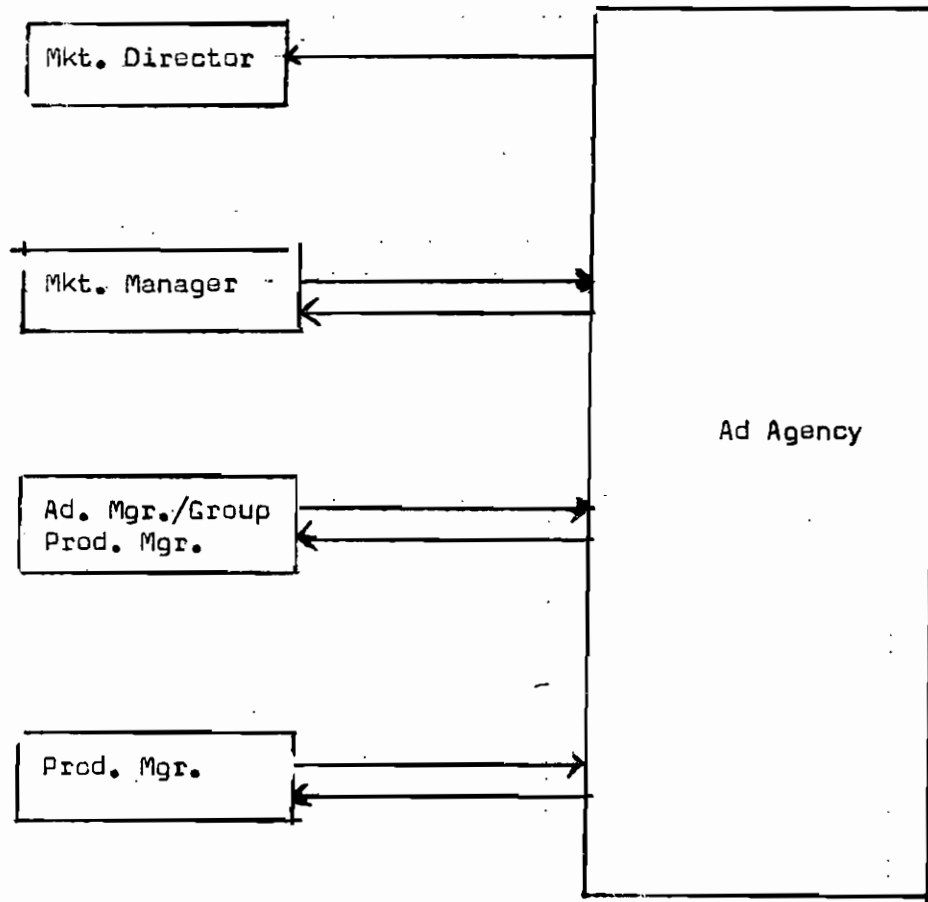 Mkt. Director
Mkt. Manager
Ad Agency
Ad. Mgr./Group
Prod. Mgr.
Prod. Mgr.